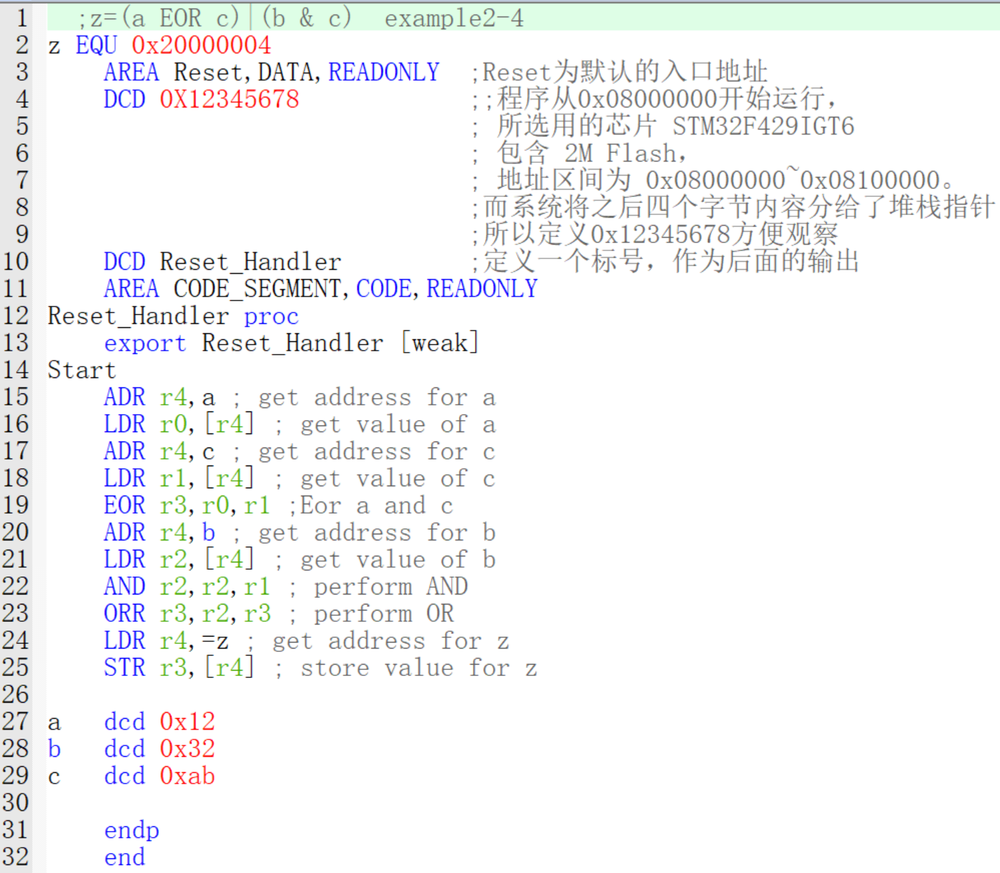 1 ;z=(a EOR c)|(b & c) example2-4
2 z EQU 0x20000004
3 AREA Reset,DATA,READONLY ;Reset为默认的入口地址
4 DCD 0X12345678 ;;程序从0x08000000开始运行，
5 ; 所选用的芯片 STM32F429IGT6
6 ; 包含 2M Flash，
7 ; 地址区间为 0x08000000~0x08100000。
8 ;而系统将之后四个字节内容分给了堆栈指针
9 ;所以定义0x12345678方便观察
10 DCD Reset_Handler ;定义一个标号，作为后面的输出
11 AREA CODE_SEGMENT,CODE,READONLY
12 Reset_Handler proc
13 export Reset_Handler [weak]
14 Start
15 ADR r4,a ; get address for a
16 LDR r0,[r4] ; get value of a
17 ADR r4,c ; get address for c
18 LDR r1,[r4] ; get value of c
19 EOR r3,r0,r1 ;Eor a and c
20 ADR r4,b ; get address for b
21 LDR r2,[r4] ; get value of b
22 AND r2,r2,r1 ; perform AND
23 ORR r3,r2,r3 ; perform OR
24 LDR r4,=z ; get address for z
25 STR r3,[r4] ; store value for z
26
27 a dcd 0x12
28 b dcd 0x32
29 c dcd 0xab
30
31 endp
32 end